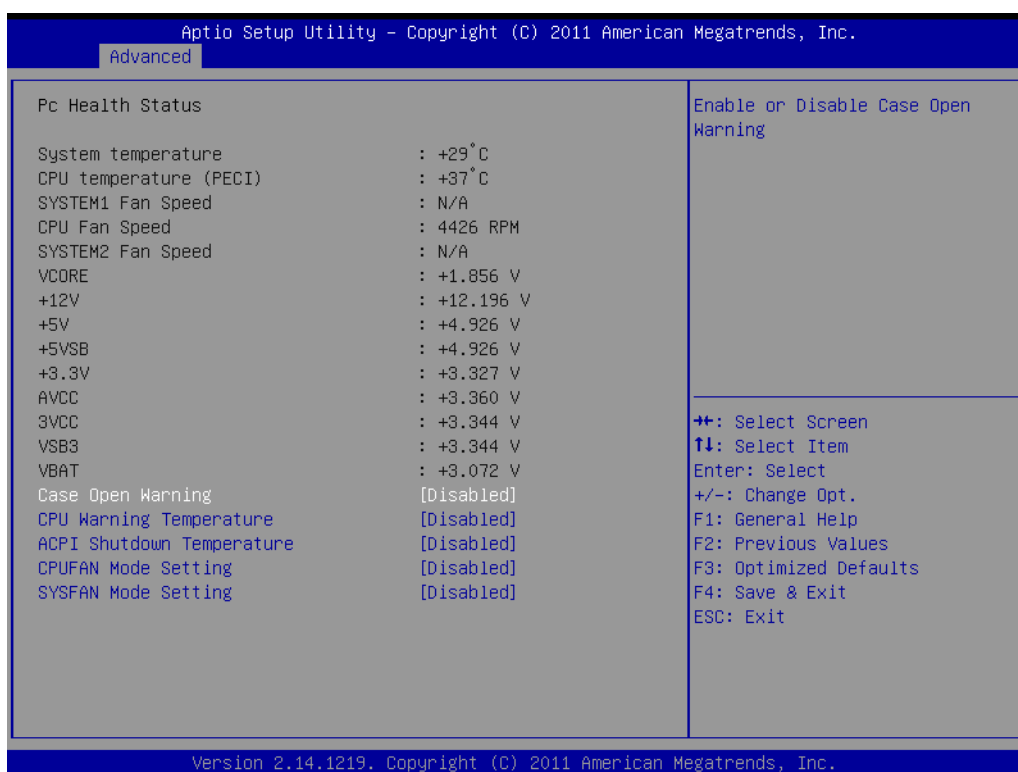 Aptio Setup Utility – Copyright (C) 2011 American Megatrends, Inc.
Advanced
Pc Health Status
System temperature : +29°C
CPU temperature (PECI) : +37°C
SYSTEM1 Fan Speed : N/A
CPU Fan Speed : 4426 RPM
SYSTEM2 Fan Speed : N/A
VCORE : +1.856 V
+12V : +12.196 V
+5V : +4.926 V
+5VSB : +4.926 V
+3.3V : +3.327 V
AVCC : +3.360 V
3VCC : +3.344 V
VSB3 : +3.344 V
VBAT : +3.072 V
Case Open Warning [Disabled]
CPU Warning Temperature [Disabled]
ACPI Shutdown Temperature [Disabled]
CPUFAN Mode Setting [Disabled]
SYSFAN Mode Setting [Disabled]
Enable or Disable Case Open
Warning
→←: Select Screen
↑↓: Select Item
Enter: Select
+/-: Change Opt.
F1: General Help
F2: Previous Values
F3: Optimized Defaults
F4: Save & Exit
ESC: Exit
Version 2.14.1219. Copyright (C) 2011 American Megatrends, Inc.